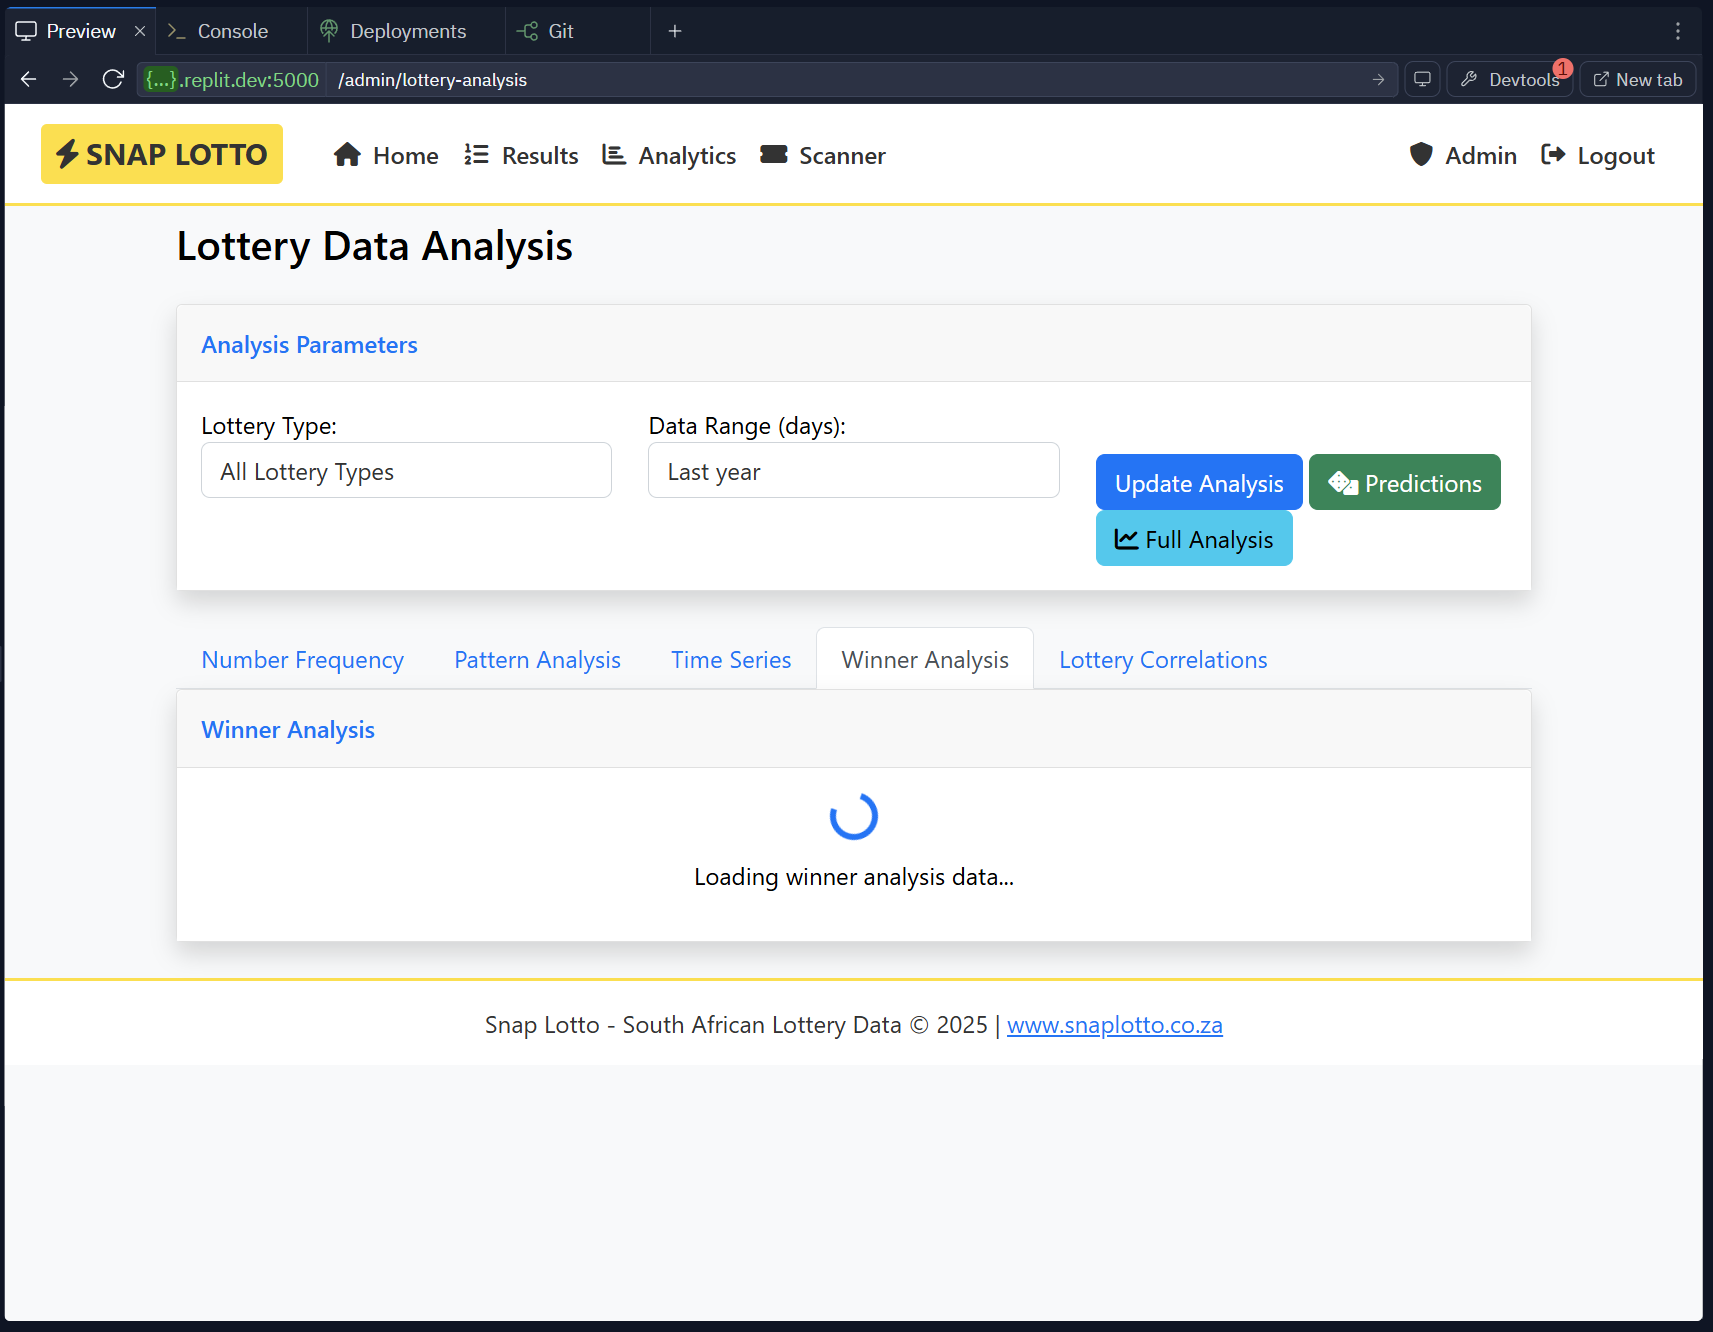 Preview
Console
Deployments
Git
{...}.replit.dev:5000 /admin/lottery-analysis
Devtools 1
New tab
SNAP LOTTO
Home
Results
Analytics
Scanner
Admin
Logout
Lottery Data Analysis
Analysis Parameters
Lottery Type:
All Lottery Types
Data Range (days):
Last year
Update Analysis
Predictions
Full Analysis
Number Frequency
Pattern Analysis
Time Series
Winner Analysis
Lottery Correlations
Winner Analysis
Loading winner analysis data...
Snap Lotto - South African Lottery Data © 2025 | www.snaplotto.co.za